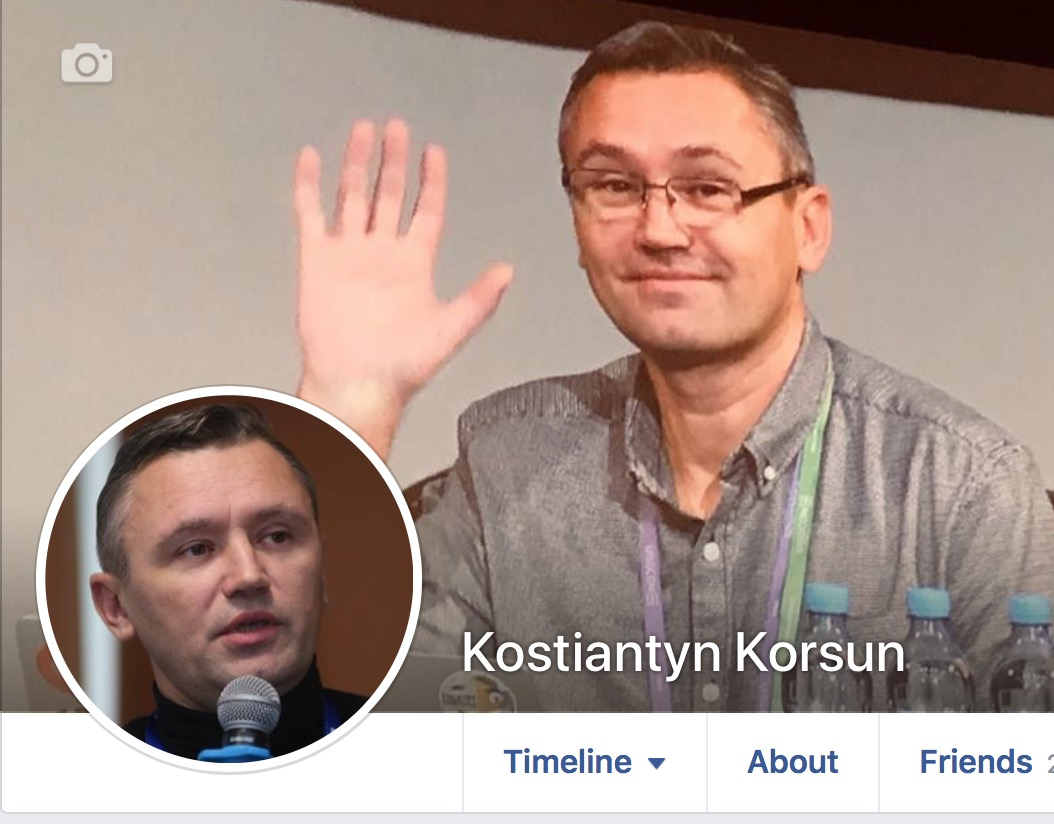 Kostiantyn Korsun
Timeline
About
Friends